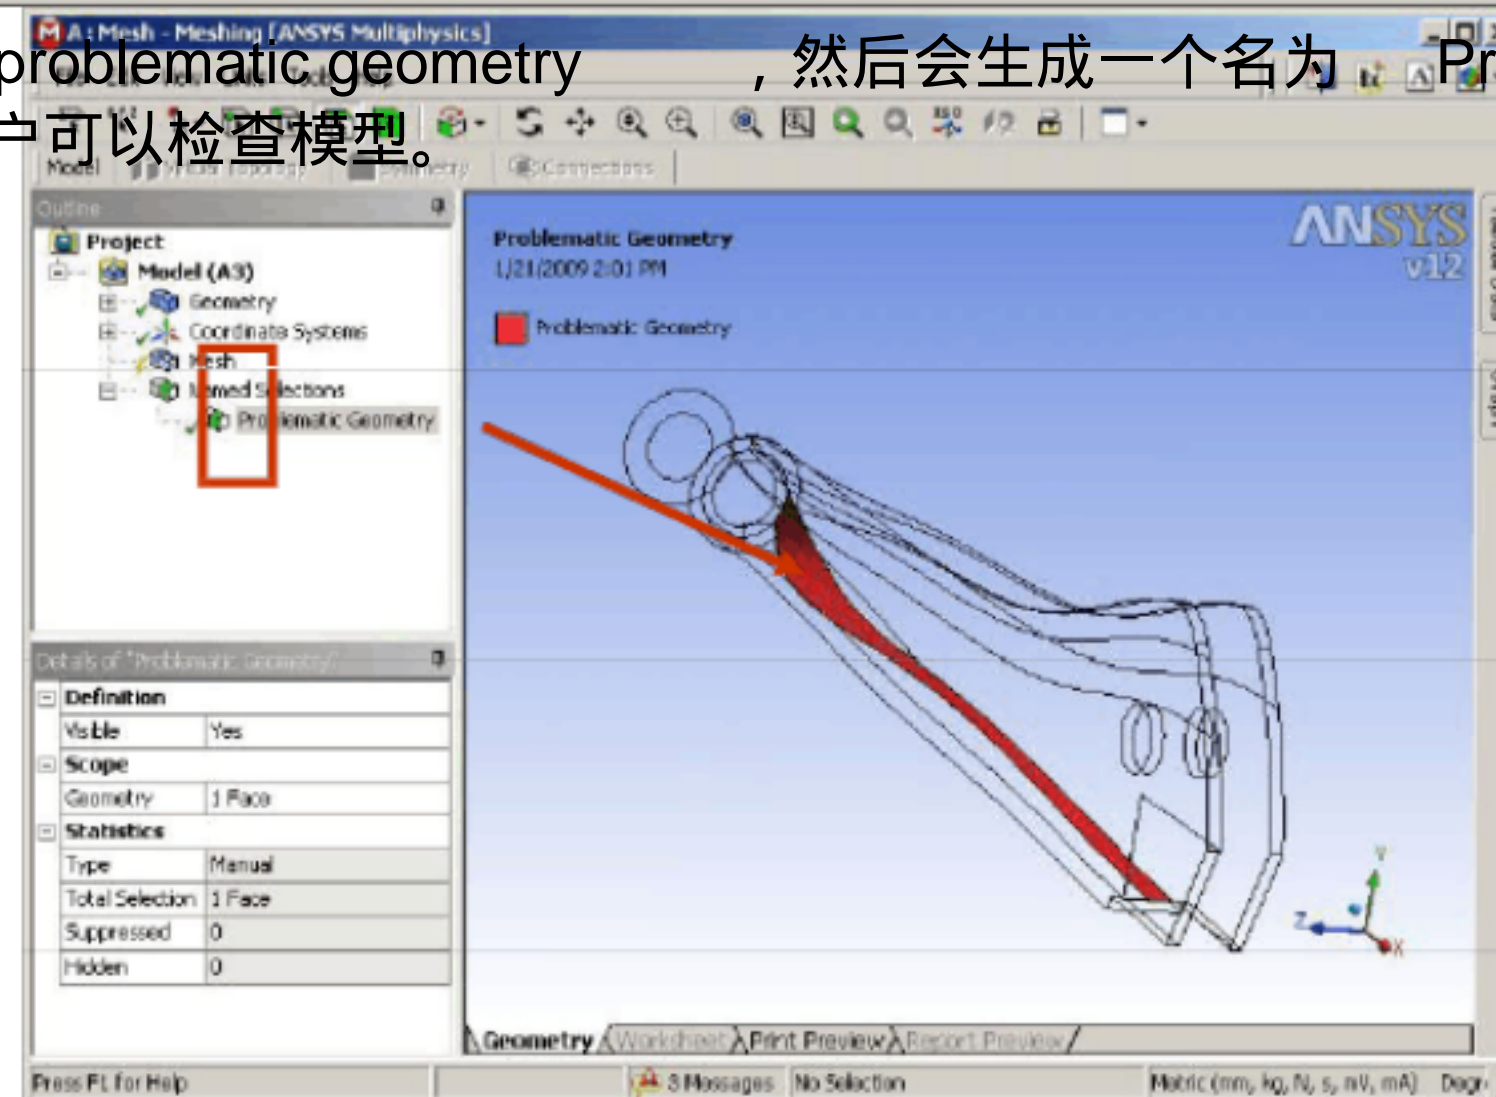 A : Mesh - Meshing [ANSYS Multiphysics]
problematic geometry ，然后会生成一个名为 Pr
户可以检查模型。
Model Connections
Outline
Project
Model (A3)
Geometry
Coordinate Systems
Mesh
Named Selections
Problematic Geometry
Details of "Problematic Geometry"
Definition
Visible Yes
Scope
Geometry 1 Face
Statistics
Type Manual
Total Selection 1 Face
Suppressed 0
Hidden 0
Problematic Geometry
1/21/2009 2:01 PM
Problematic Geometry
ANSYS
v12
Y
Z
X
Geometry Worksheet Print Preview Report Preview
Press F1 for Help 3 Messages No Selection Metric (mm, kg, N, s, mV, mA) Degr